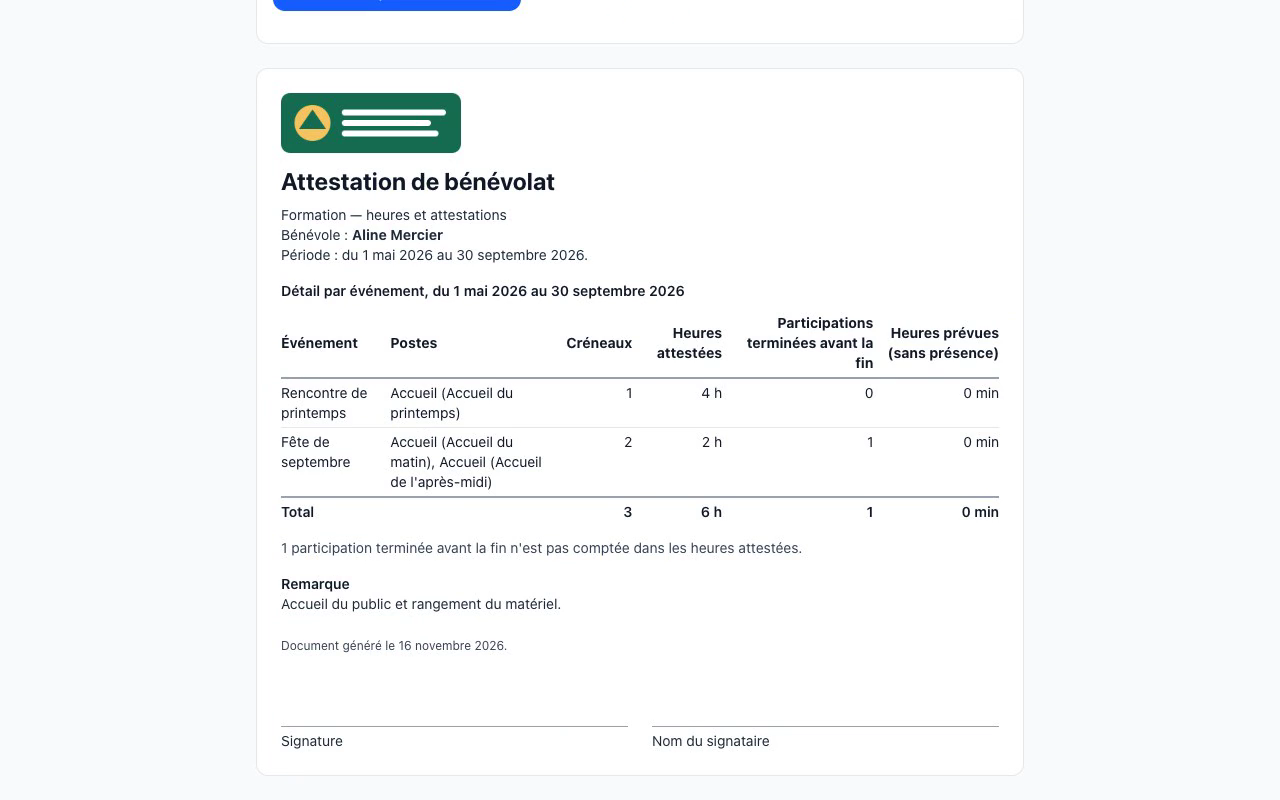 Attestation de bénévolat
Formation — heures et attestations
Bénévole : Aline Mercier
Période : du 1 mai 2026 au 30 septembre 2026.
Détail par événement, du 1 mai 2026 au 30 septembre 2026
Événement Postes Créneaux Heures attestées Participations terminées avant la fin Heures prévues (sans présence)
Rencontre de printemps Accueil (Accueil du printemps) 1 4 h 0 0 min
Fête de septembre Accueil (Accueil du matin), Accueil (Accueil de l'après-midi) 2 2 h 1 0 min
Total 3 6 h 1 0 min
1 participation terminée avant la fin n'est pas comptée dans les heures attestées.
Remarque
Accueil du public et rangement du matériel.
Document généré le 16 novembre 2026.
Signature Nom du signataire